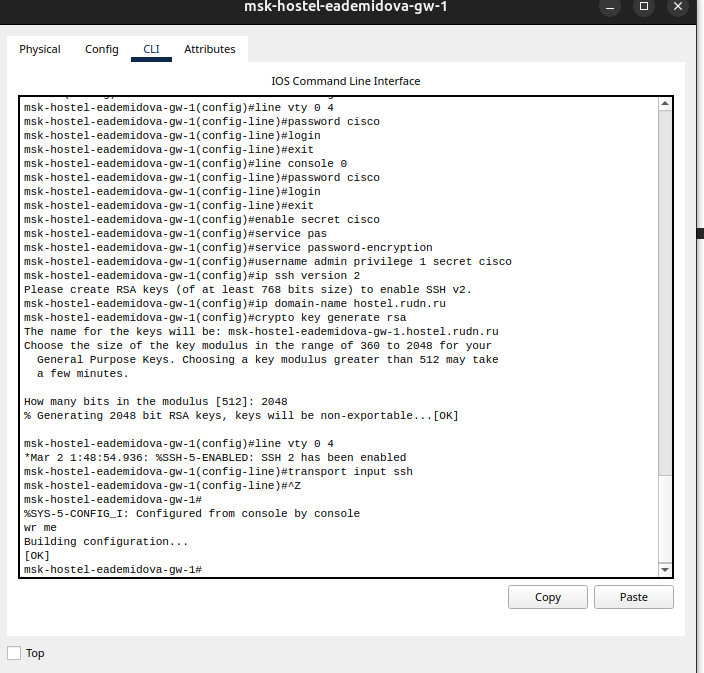 msk-hostel-eademidova-gw-1
Physical Config CLI Attributes
IOS Command Line Interface
msk-hostel-eademidova-gw-1(config)#line vty 0 4
msk-hostel-eademidova-gw-1(config-line)#password cisco
msk-hostel-eademidova-gw-1(config-line)#login
msk-hostel-eademidova-gw-1(config-line)#exit
msk-hostel-eademidova-gw-1(config)#line console 0
msk-hostel-eademidova-gw-1(config-line)#password cisco
msk-hostel-eademidova-gw-1(config-line)#login
msk-hostel-eademidova-gw-1(config-line)#exit
msk-hostel-eademidova-gw-1(config)#enable secret cisco
msk-hostel-eademidova-gw-1(config)#service pas
msk-hostel-eademidova-gw-1(config)#service password-encryption
msk-hostel-eademidova-gw-1(config)#username admin privilege 1 secret cisco
msk-hostel-eademidova-gw-1(config)#ip ssh version 2
Please create RSA keys (of at least 768 bits size) to enable SSH v2.
msk-hostel-eademidova-gw-1(config)#ip domain-name hostel.rudn.ru
msk-hostel-eademidova-gw-1(config)#crypto key generate rsa
The name for the keys will be: msk-hostel-eademidova-gw-1.hostel.rudn.ru
Choose the size of the key modulus in the range of 360 to 2048 for your
General Purpose Keys. Choosing a key modulus greater than 512 may take
a few minutes.
How many bits in the modulus [512]: 2048
% Generating 2048 bit RSA keys, keys will be non-exportable...[OK]
msk-hostel-eademidova-gw-1(config)#line vty 0 4
*Mar 2 1:48:54.936: %SSH-5-ENABLED: SSH 2 has been enabled
msk-hostel-eademidova-gw-1(config-line)#transport input ssh
msk-hostel-eademidova-gw-1(config-line)#^Z
msk-hostel-eademidova-gw-1#
%SYS-5-CONFIG_I: Configured from console by console
wr me
Building configuration...
[OK]
msk-hostel-eademidova-gw-1#
Copy Paste
Top